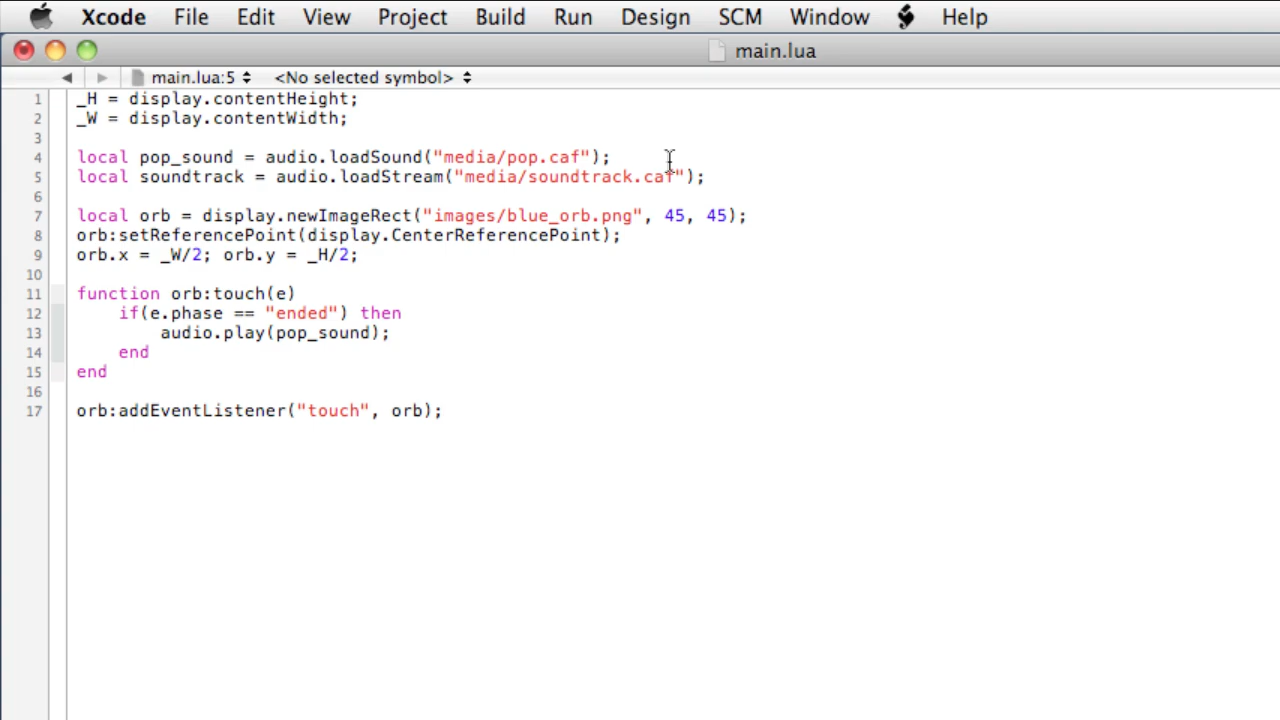 Xcode File Edit View Project Build Run Design SCM Window Help
main.lua
main.lua:5 <No selected symbol>
1 _H = display.contentHeight;
2 _W = display.contentWidth;
3
4 local pop_sound = audio.loadSound("media/pop.caf");
5 local soundtrack = audio.loadStream("media/soundtrack.caf");
6
7 local orb = display.newImageRect("images/blue_orb.png", 45, 45);
8 orb:setReferencePoint(display.CenterReferencePoint);
9 orb.x = _W/2; orb.y = _H/2;
10
11 function orb:touch(e)
12     if(e.phase == "ended") then
13         audio.play(pop_sound);
14     end
15 end
16
17 orb:addEventListener("touch", orb);